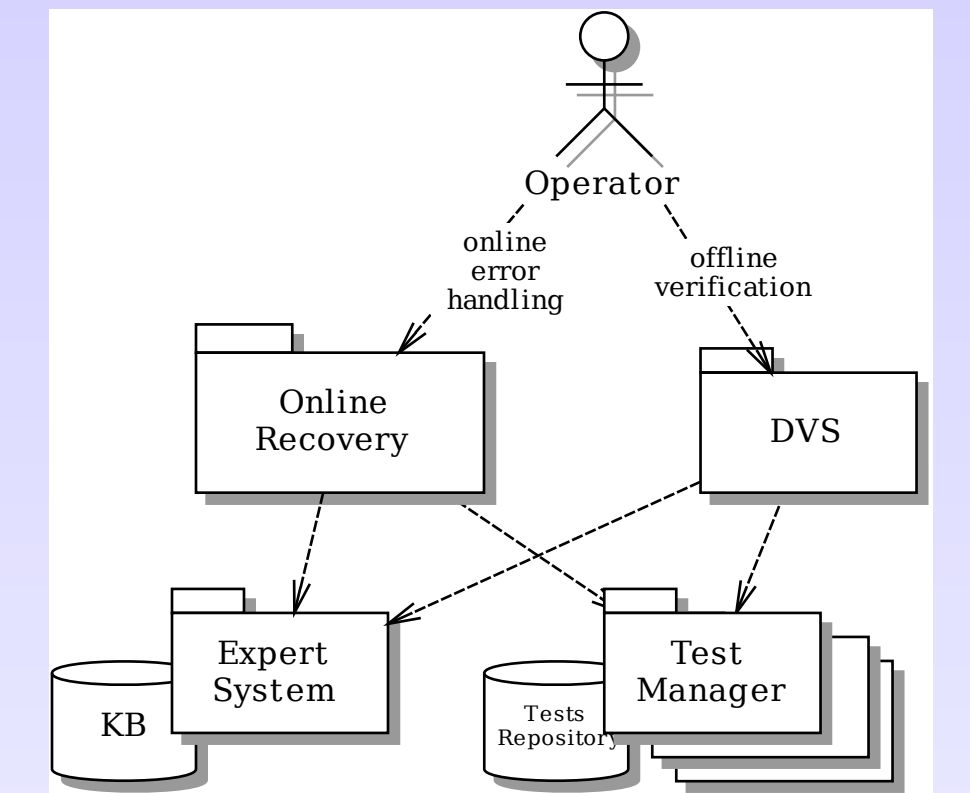 Operator
online
error
handling
offline
verification
Online
Recovery
DVS
Expert
System
KB
Test
Manager
Tests
Repository